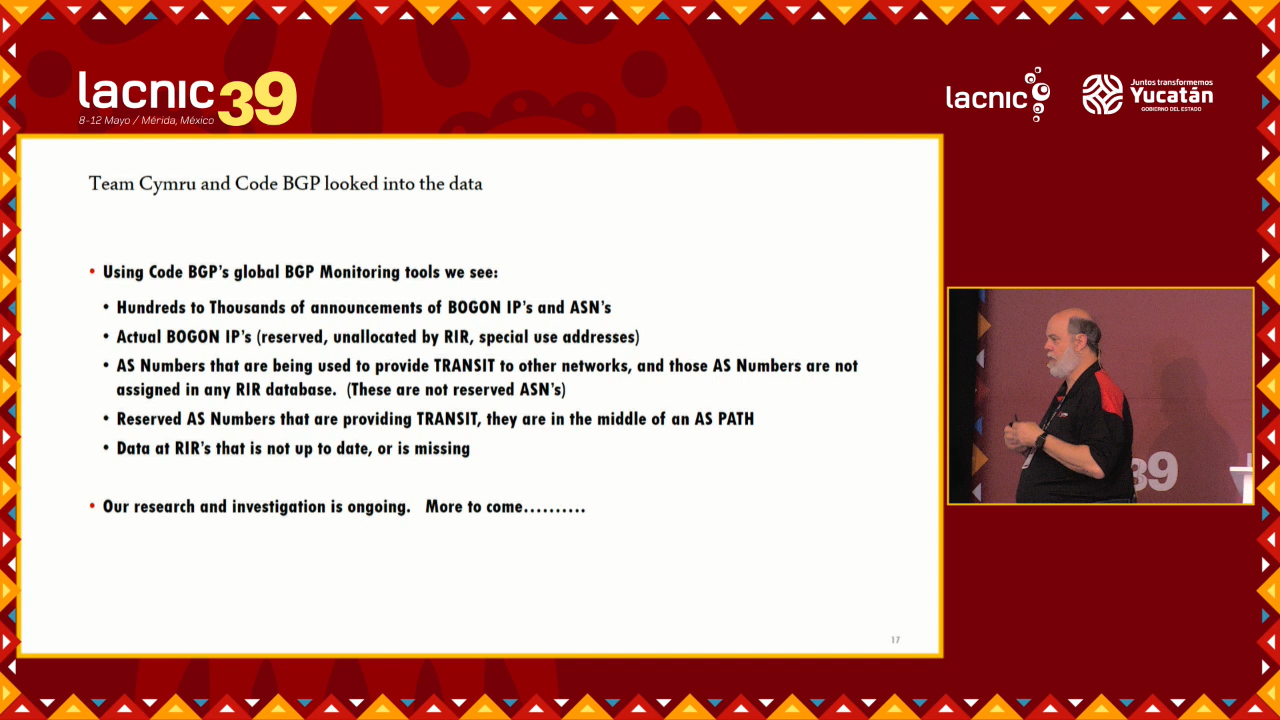 lacnic 39
8-12 Mayo / Mérida, México
lacnic
Juntos transformemos
Yucatán
GOBIERNO DEL ESTADO
Team Cymru and Code BGP looked into the data
• Using Code BGP's global BGP Monitoring tools we see:
• Hundreds to Thousands of announcements of BOGON IP's and ASN's
• Actual BOGON IP's (reserved, unallocated by RIR, special use addresses)
• AS Numbers that are being used to provide TRANSIT to other networks, and those AS Numbers are not
assigned in any RIR database. (These are not reserved ASN's)
• Reserved AS Numbers that are providing TRANSIT, they are in the middle of an AS PATH
• Data at RIR's that is not up to date, or is missing
• Our research and investigation is ongoing. More to come..........
17
39